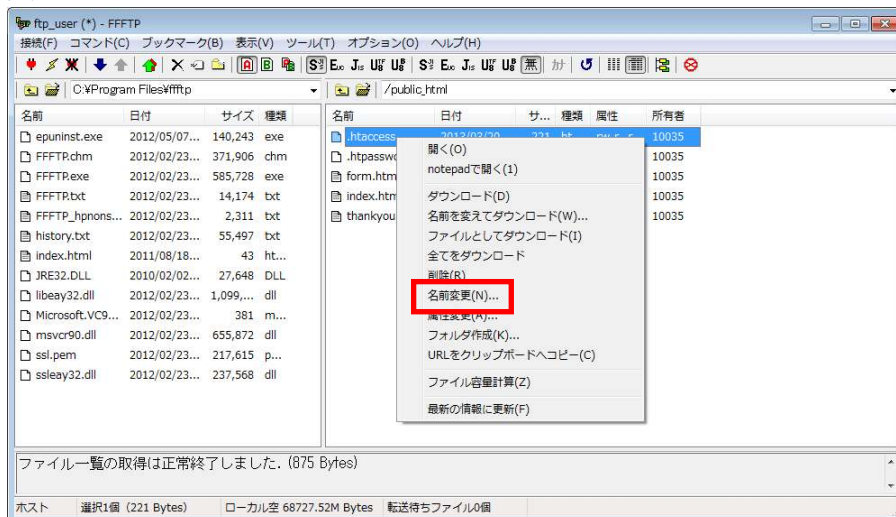 ftp_user (*) - FFFTP
接続(F) コマンド(C) ブックマーク(B) 表示(V) ツール(T) オプション(O) ヘルプ(H)
C:¥Program Files¥ffftp
/public_html
名前 日付 サイズ 種類
epuninst.exe 2012/05/07... 140,243 exe
FFFTP.chm 2012/02/23... 371,906 chm
FFFTP.exe 2012/02/23... 585,728 exe
FFFTP.txt 2012/02/23... 14,174 txt
FFFTP_hpnons... 2012/02/23... 2,311 txt
history.txt 2012/02/23... 55,497 txt
index.html 2011/08/18... 43 ht...
JRE32.DLL 2010/02/02... 27,648 DLL
libeay32.dll 2012/02/23... 1,099,... dll
Microsoft.VC9... 2012/02/23... 381 m...
msvcr90.dll 2012/02/23... 655,872 dll
ssl.pem 2012/02/23... 217,615 p...
ssleay32.dll 2012/02/23... 237,568 dll
名前 日付 サ... 種類 属性 所有者
.htaccess 2013/03/20 221 ht 10035
.htpasswd 10035
form.htm 10035
index.htm 10035
thankyou 10035
開く(O)
notepadで開く(1)
ダウンロード(D)
名前を変えてダウンロード(W)...
ファイルとしてダウンロード(I)
全てをダウンロード
削除(R)
名前変更(N)...
属性変更(A)...
フォルダ作成(K)...
URLをクリップボードへコピー(C)
ファイル容量計算(Z)
最新の情報に更新(F)
ファイル一覧の取得は正常終了しました. (875 Bytes)
ホスト 選択1個 (221 Bytes) ローカル空 68727.52M Bytes 転送待ちファイル0個